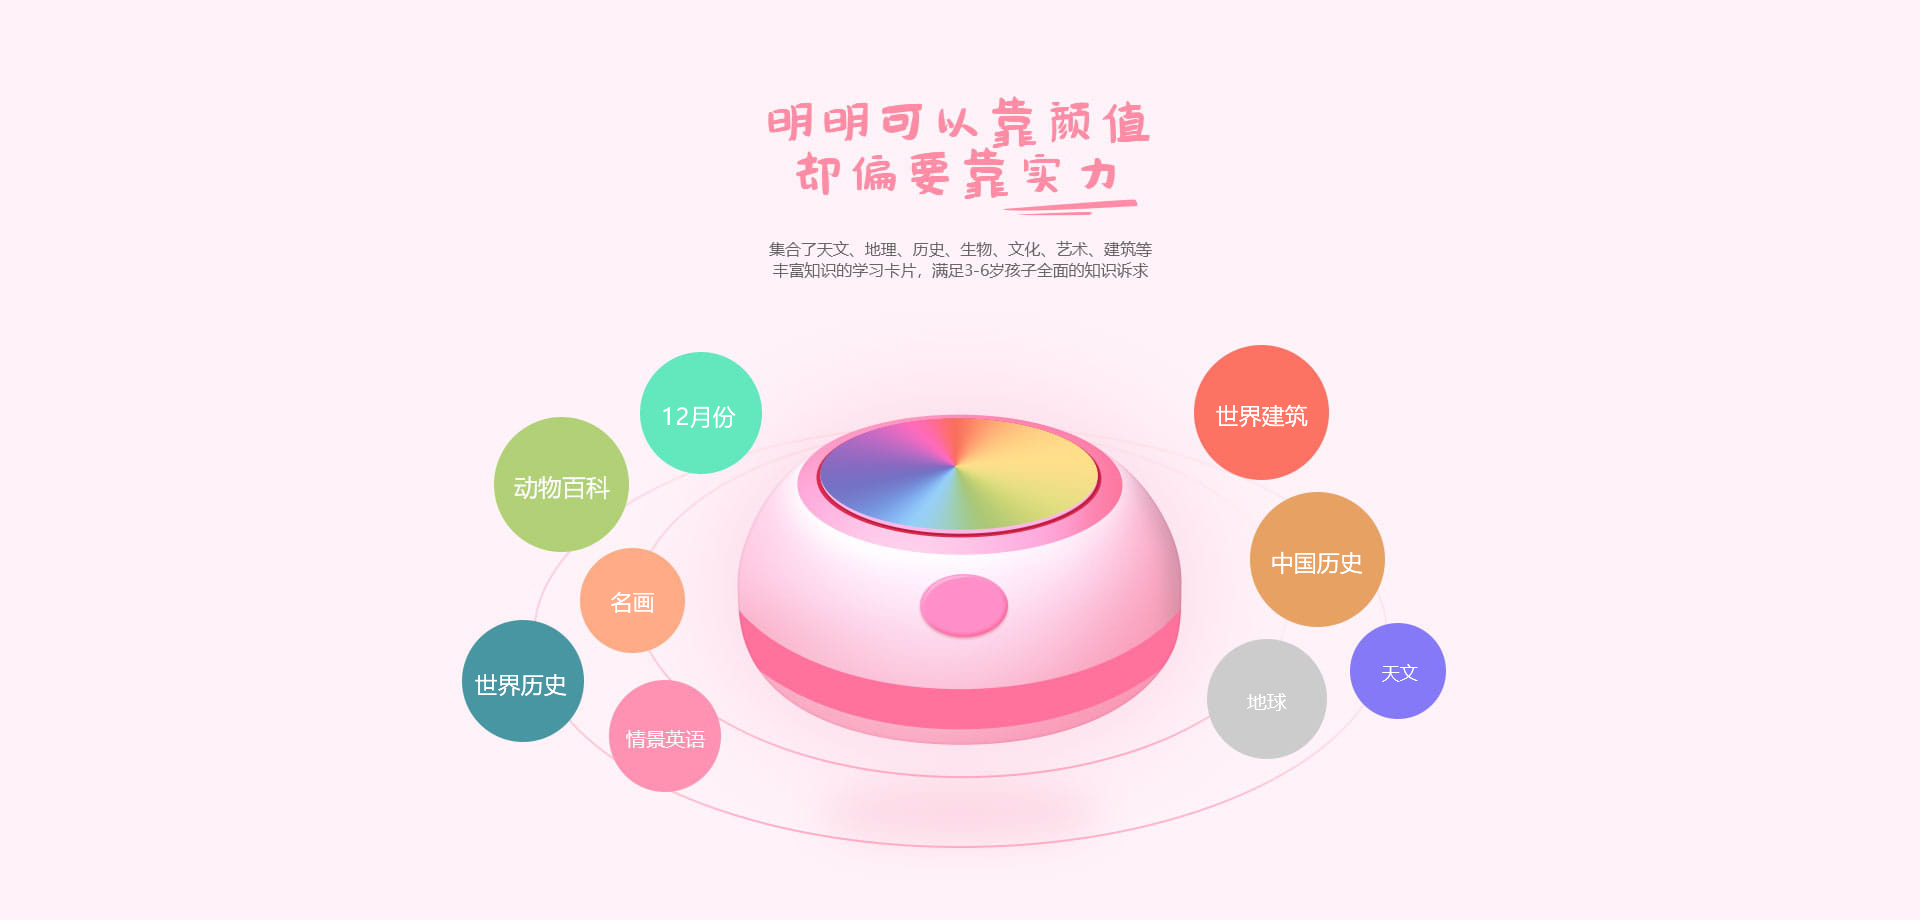 明明可以靠颜值
却偏要靠实力
集合了天文、地理、历史、生物、文化、艺术、建筑等
丰富知识的学习卡片，满足3-6岁孩子全面的知识诉求
12月份
世界建筑
动物百科
中国历史
名画
世界历史
天文
地球
情景英语